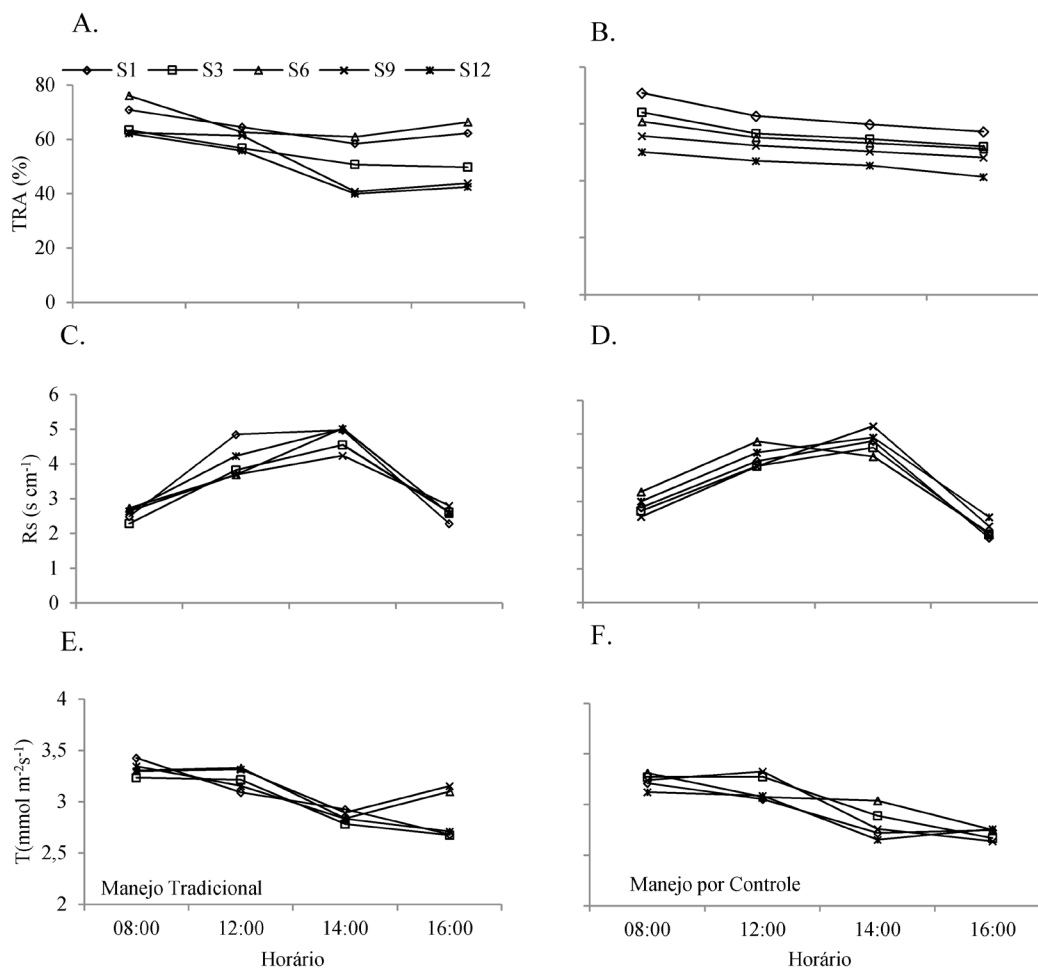 A.
B.
S1 S3 S6 S9 S12
80
60
40
20
0
TRA (%)
C.
D.
6
5
4
3
2
1
0
Rs (s cm⁻¹)
E.
F.
4
3,5
3
2,5
2
T(mmol m⁻²s⁻¹)
Manejo Tradicional
Manejo por Controle
08:00 12:00 14:00 16:00
08:00 12:00 14:00 16:00
Horário
Horário